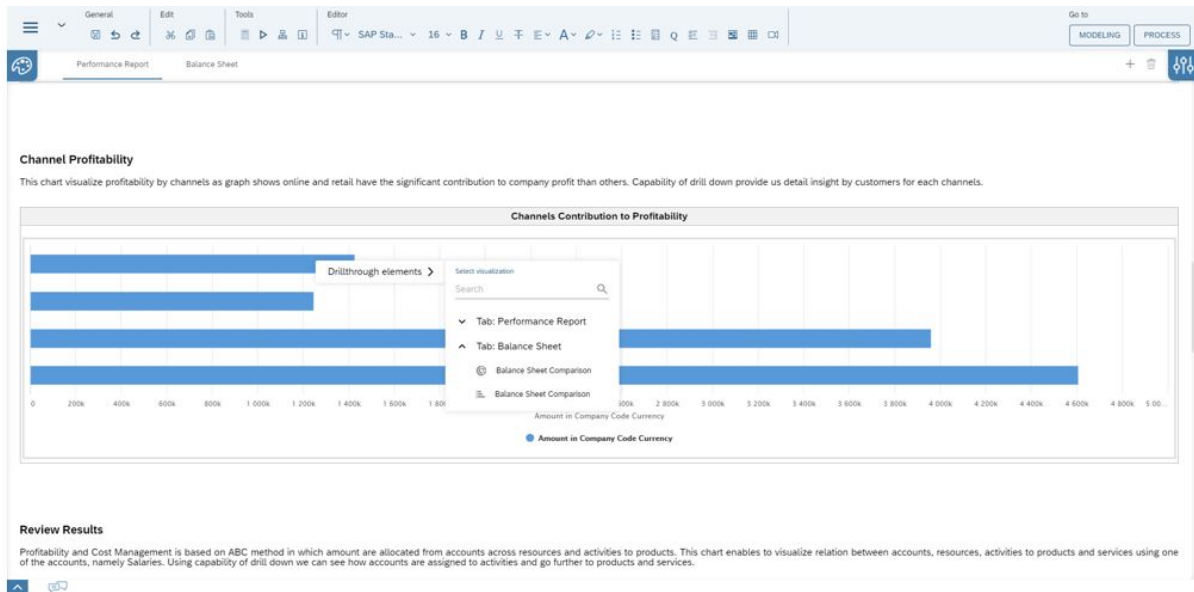 General Edit Tools Editor Go to
SAP Sta... 16 B I U MODELING PROCESS
Performance Report Balance Sheet
Channel Profitability
This chart visualize profitability by channels as graph shows online and retail have the significant contribution to company profit than others. Capability of drill down provide us detail insight by customers for each channels.
Channels Contribution to Profitability
Drillthrough elements
Select visualization
Search
Tab: Performance Report
Tab: Balance Sheet
Balance Sheet Comparison
Balance Sheet Comparison
0 200k 400k 600k 800k 1 000k 1 200k 1 400k 1 600k 1 80 600k 2 800k 3 000k 3 200k 3 400k 3 600k 3 800k 4 000k 4 200k 4 400k 4 600k 4 800k 5 00...
Amount in Company Code Currency
Amount in Company Code Currency
Review Results
Profitability and Cost Management is based on ABC method in which amount are allocated from accounts across resources and activities to products. This chart enables to visualize relation between accounts, resources, activities to products and services using one
of the accounts, namely Salaries. Using capability of drill down we can see how accounts are assigned to activities and go further to products and services.